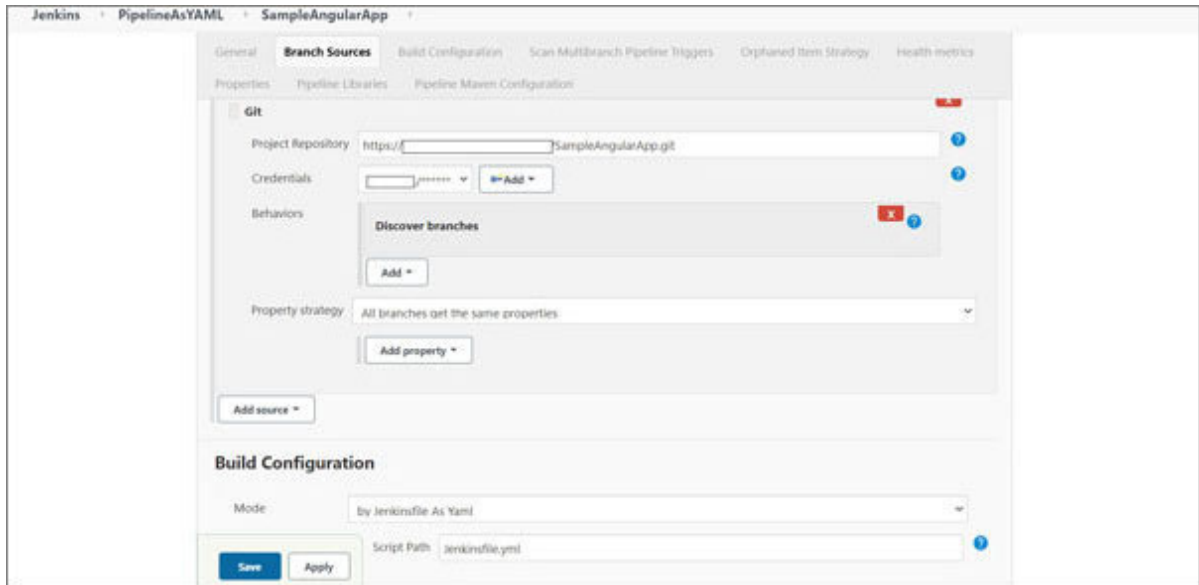 Jenkins PipelineAsYAML SampleAngularApp
General Branch Sources Build Configuration Scan Multibranch Pipeline Triggers Orphaned Item Strategy Health metrics
Properties Pipeline Libraries Pipeline Maven Configuration
Git X
Project Repository https:// /SampleAngularApp.git ?
Credentials /****** Add ?
Behaviors
Discover branches X ?
Add
Property strategy All branches get the same properties
Add property
Add source
Build Configuration
Mode by Jenkinsfile As Yaml
Script Path Jenkinsfile.yml ?
Save Apply